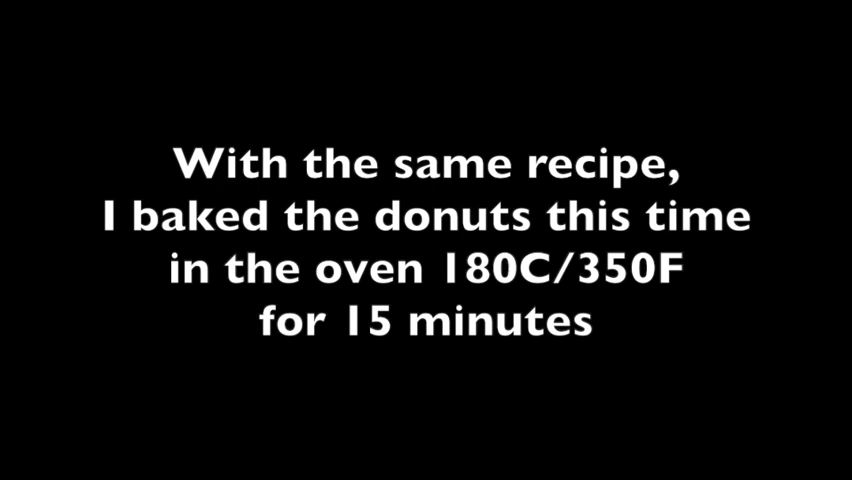 With the same recipe,
I baked the donuts this time
in the oven 180C/350F
for 15 minutes